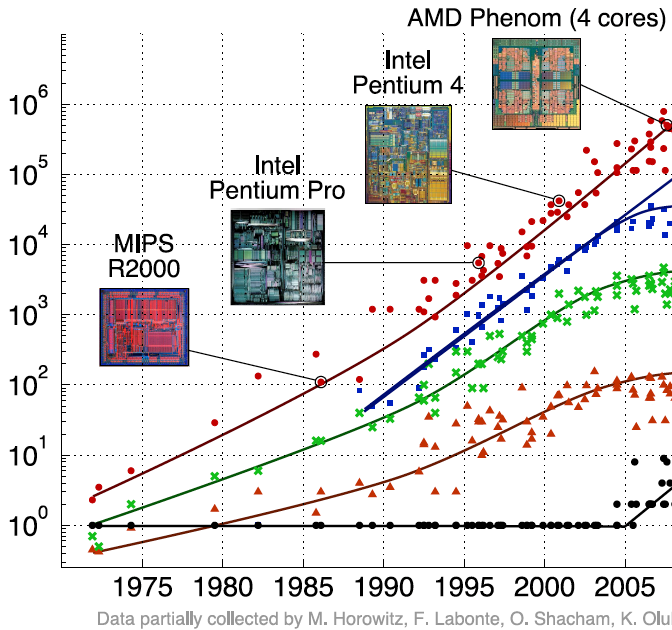 AMD Phenom (4 cores)
Intel
Pentium 4
Intel
Pentium Pro
MIPS
R2000
10^6
10^5
10^4
10^3
10^2
10^1
10^0
1975 1980 1985 1990 1995 2000 2005
Data partially collected by M. Horowitz, F. Labonte, O. Shacham, K. Olu